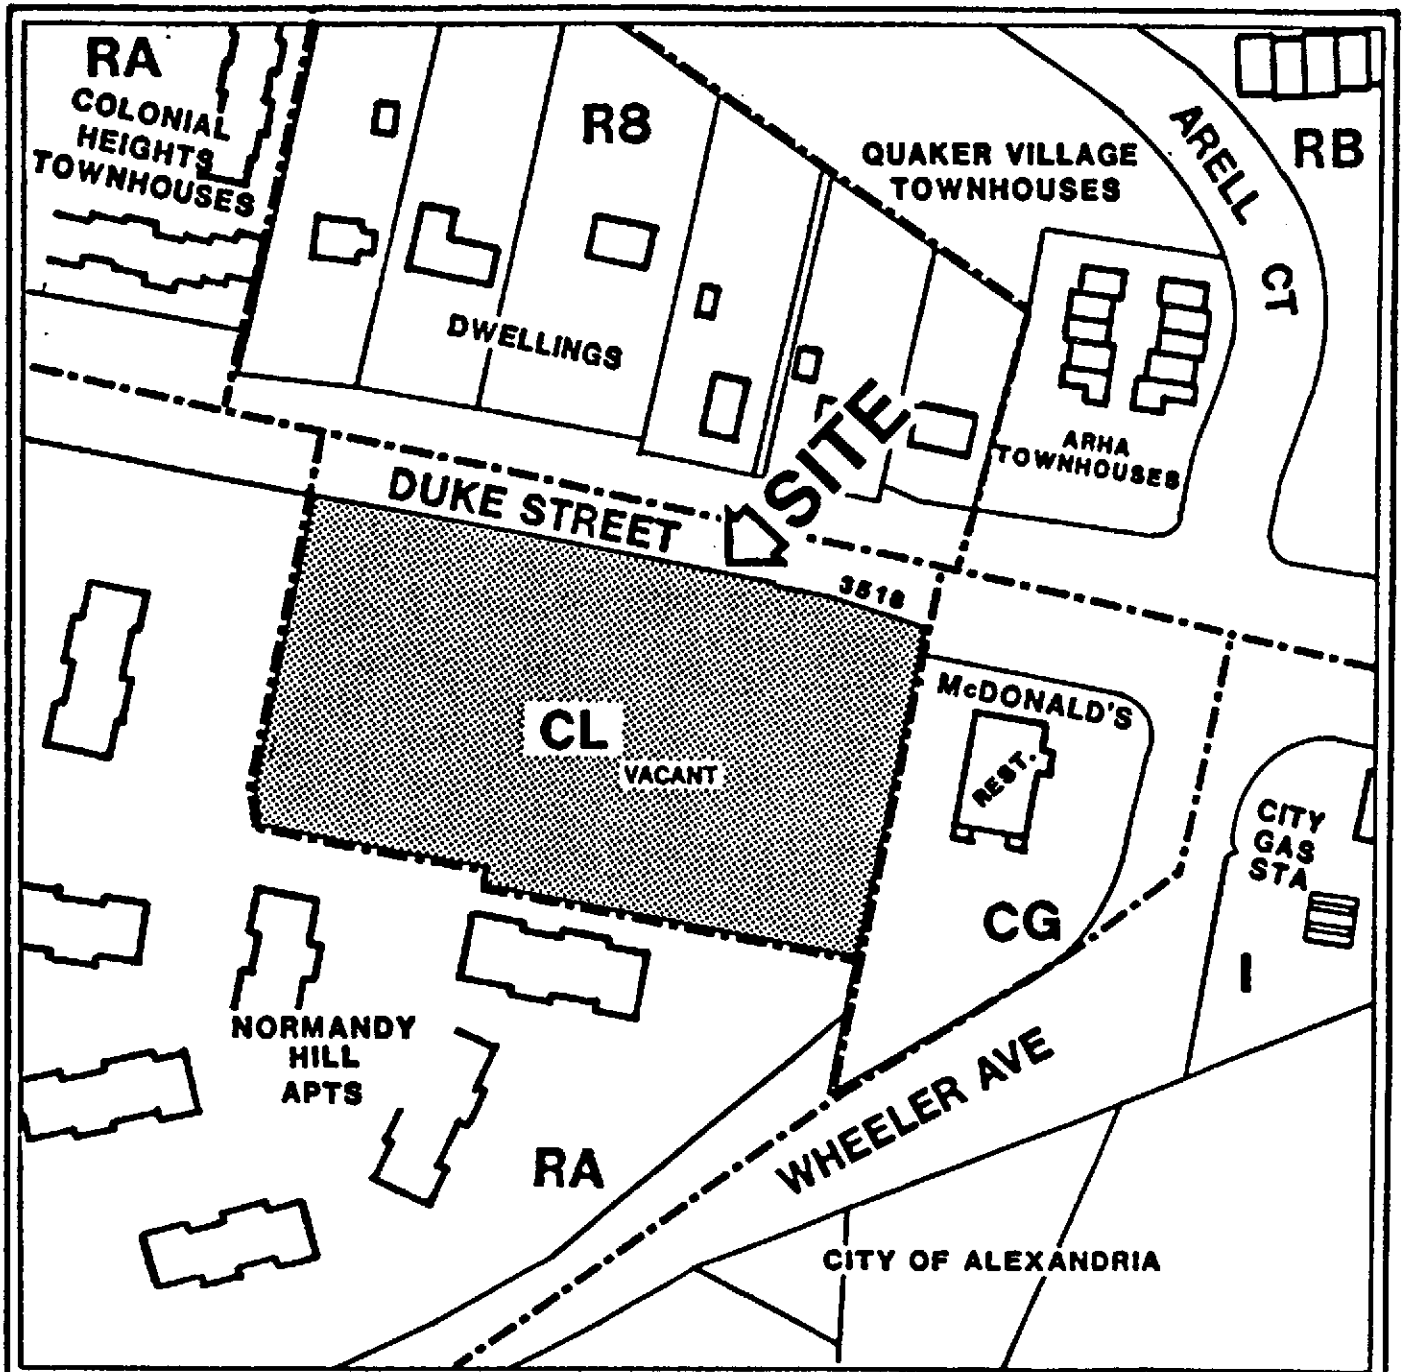 RA
COLONIAL
HEIGHTS
TOWNHOUSES
R8
QUAKER VILLAGE
TOWNHOUSES
ARELL CT
RB
DWELLINGS
ARHA
TOWNHOUSES
SITE
DUKE STREET
3518
McDONALD'S
REST.
CL
VACANT
CITY
GAS
STA
CG
I
NORMANDY
HILL
APTS
RA
WHEELER AVE
CITY OF ALEXANDRIA